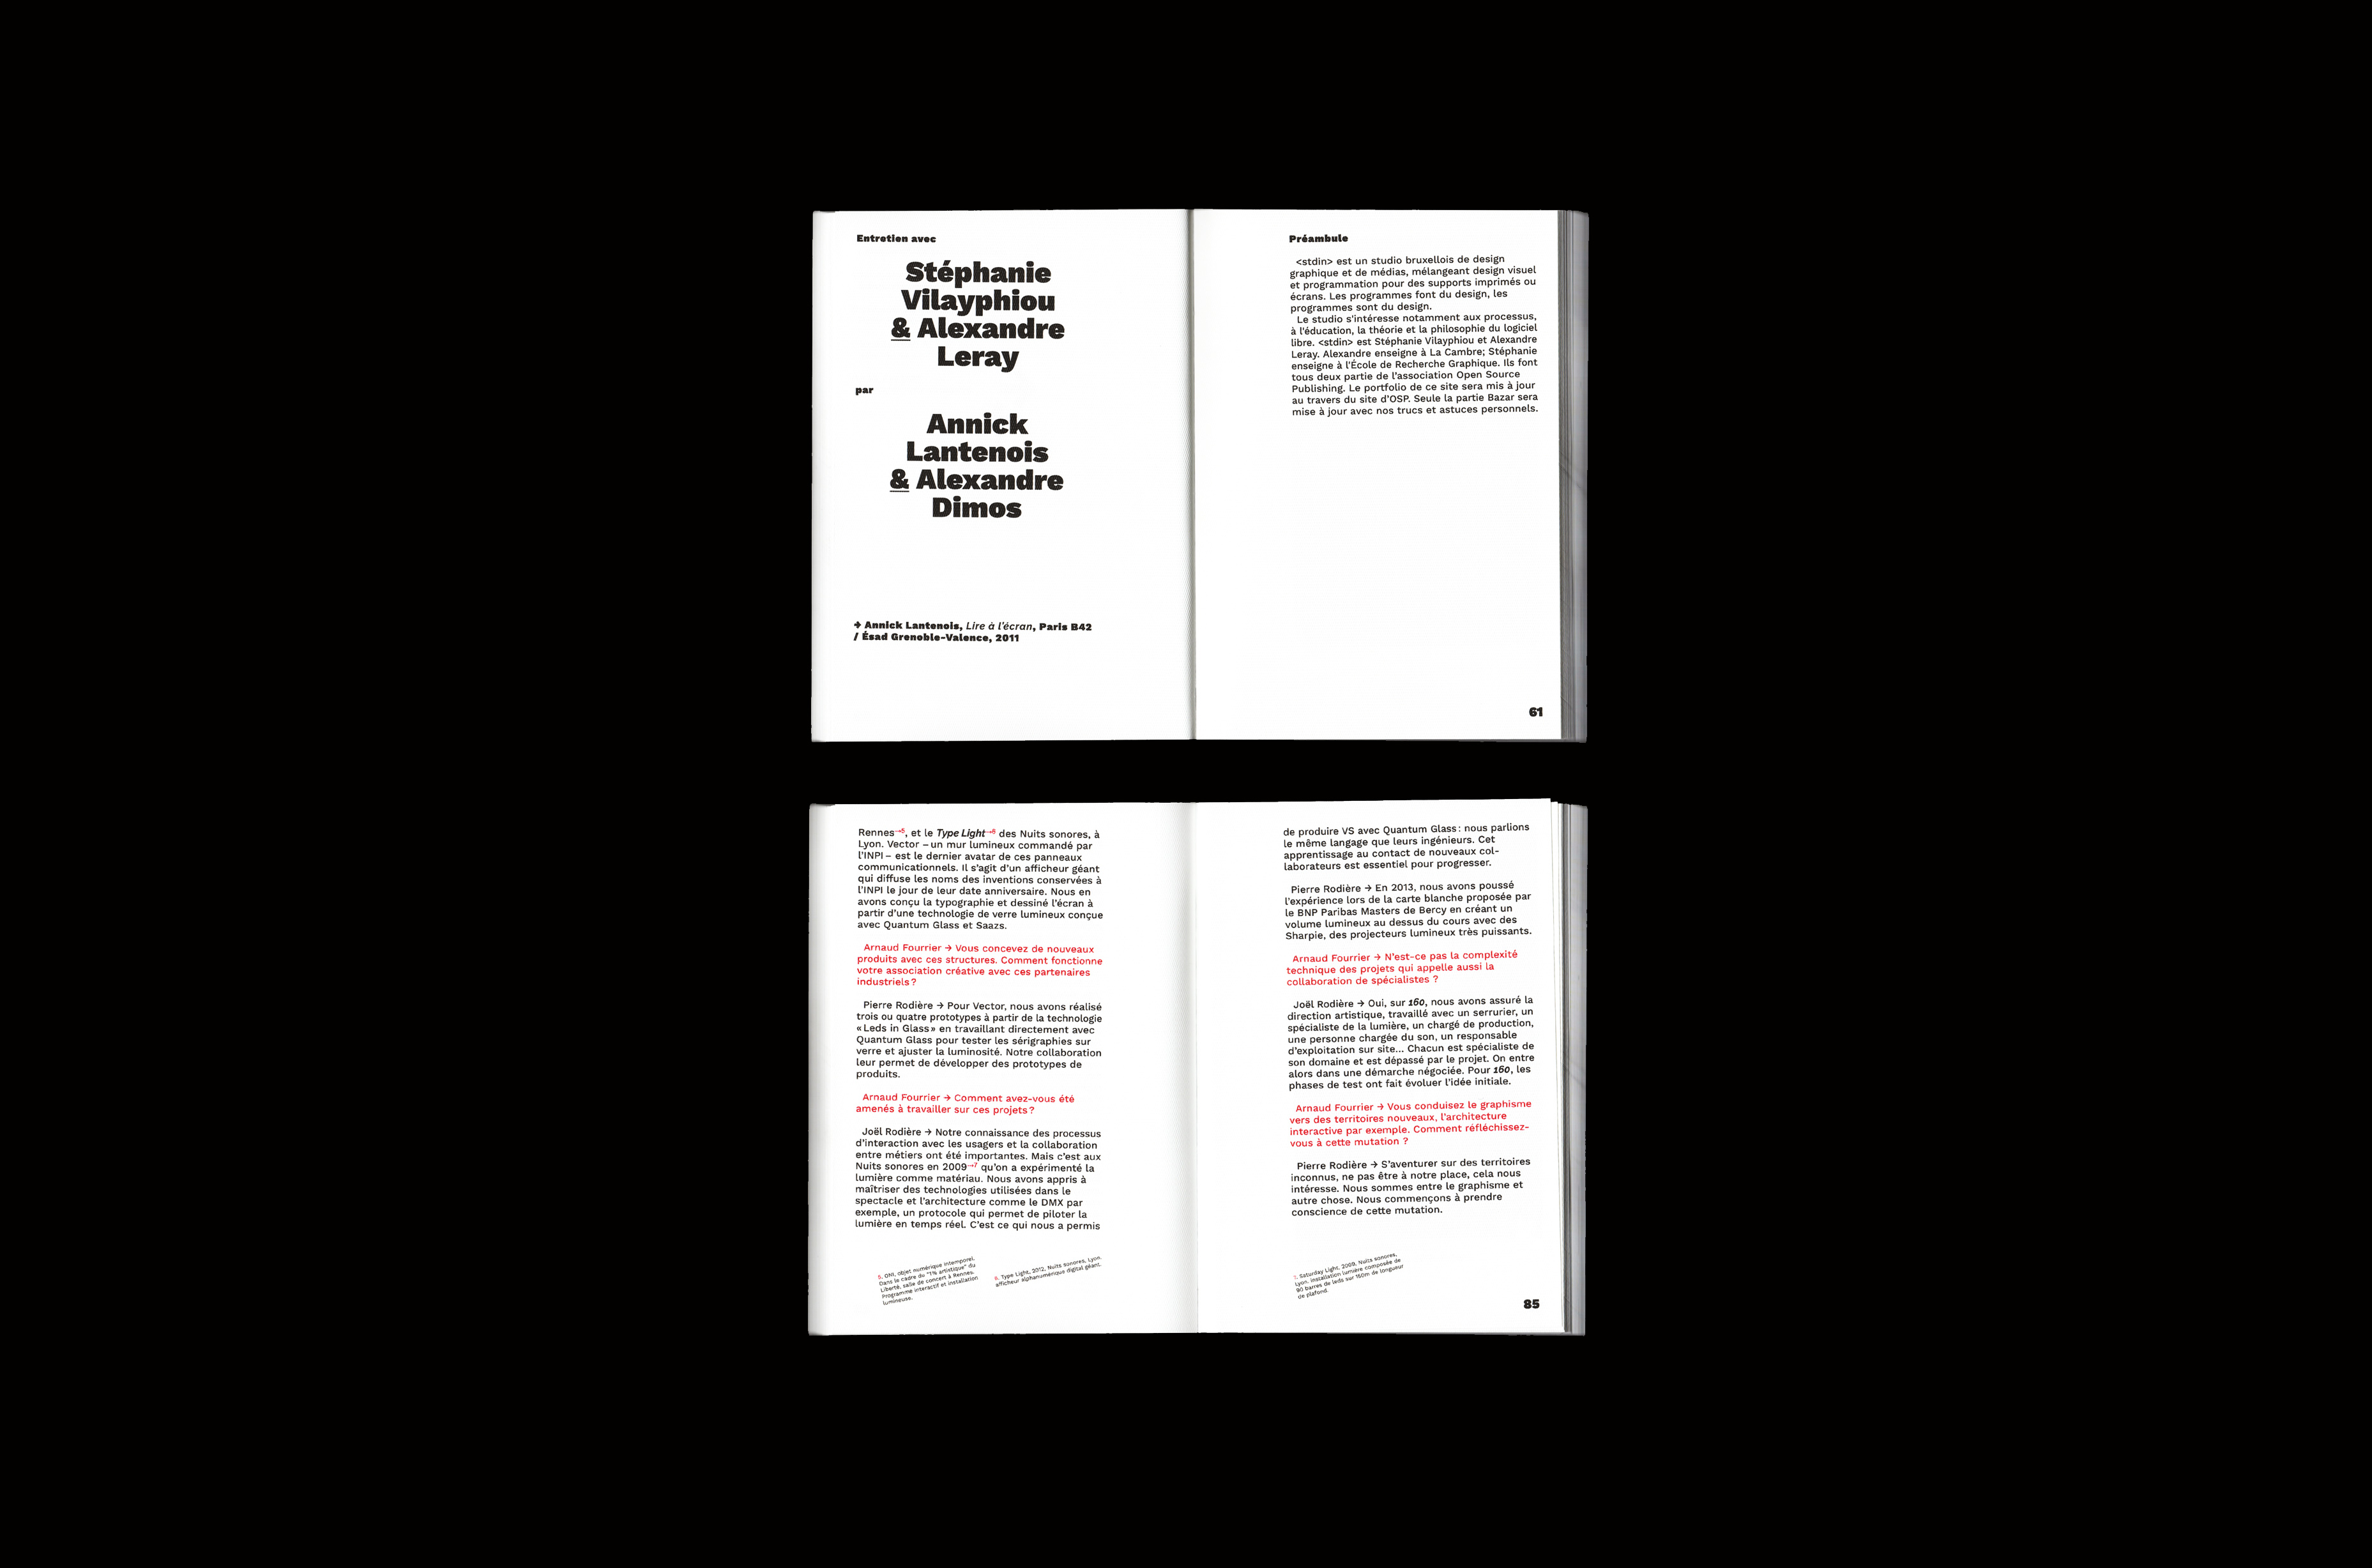 Entretien avec
Stéphanie
Vilayphiou
& Alexandre
Leray
par
Annick
Lantenois
& Alexandre
Dimos
→ Annick Lantenois, Lire à l'écran, Paris B42
/ Ésad Grenoble-Valence, 2011
Préambule
<stdin> est un studio bruxellois de design
graphique et de médias, mélangeant design visuel
et programmation pour des supports imprimés ou
écrans. Les programmes font du design, les
programmes sont du design.
Le studio s'intéresse notamment aux processus,
à l'éducation, la théorie et la philosophie du logiciel
libre. <stdin> est Stéphanie Vilayphiou et Alexandre
Leray. Alexandre enseigne à La Cambre; Stéphanie
enseigne à l'École de Recherche Graphique. Ils font
tous deux partie de l'association Open Source
Publishing. Le portfolio de ce site sera mis à jour
au travers du site d'OSP. Seule la partie Bazar sera
mise à jour avec nos trucs et astuces personnels.
61
Rennes→5, et le Type Light→6 des Nuits sonores, à
Lyon. Vector – un mur lumineux commandé par
l'INPI – est le dernier avatar de ces panneaux
communicationnels. Il s'agit d'un afficheur géant
qui diffuse les noms des inventions conservées à
l'INPI le jour de leur date anniversaire. Nous en
avons conçu la typographie et dessiné l'écran à
partir d'une technologie de verre lumineux conçue
avec Quantum Glass et Saazs.
Arnaud Fourrier → Vous concevez de nouveaux
produits avec ces structures. Comment fonctionne
votre association créative avec ces partenaires
industriels ?
Pierre Rodière → Pour Vector, nous avons réalisé
trois ou quatre prototypes à partir de la technologie
« Leds in Glass » en travaillant directement avec
Quantum Glass pour tester les sérigraphies sur
verre et ajuster la luminosité. Notre collaboration
leur permet de développer des prototypes de
produits.
Arnaud Fourrier → Comment avez-vous été
amenés à travailler sur ces projets ?
Joël Rodière → Notre connaissance des processus
d'interaction avec les usagers et la collaboration
entre métiers ont été importantes. Mais c'est aux
Nuits sonores en 2009→7 qu'on a expérimenté la
lumière comme matériau. Nous avons appris à
maîtriser des technologies utilisées dans le
spectacle et l'architecture comme le DMX par
exemple, un protocole qui permet de piloter la
lumière en temps réel. C'est ce qui nous a permis
5. ONI, objet numérique intemporel.
Dans le cadre du "1% artistique" du
Liberté, salle de concert à Rennes.
Programme interactif et installation
lumineuse.
6. Type Light, 2012, Nuits sonores, Lyon.
afficheur alphanumérique digital géant.
de produire VS avec Quantum Glass : nous parlions
le même langage que leurs ingénieurs. Cet
apprentissage au contact de nouveaux col-
laborateurs est essentiel pour progresser.
Pierre Rodière → En 2013, nous avons poussé
l'expérience lors de la carte blanche proposée par
le BNP Paribas Masters de Bercy en créant un
volume lumineux au dessus du cours avec des
Sharpie, des projecteurs lumineux très puissants.
Arnaud Fourrier → N'est-ce pas la complexité
technique des projets qui appelle aussi la
collaboration de spécialistes ?
Joël Rodière → Oui, sur 160, nous avons assuré la
direction artistique, travaillé avec un serrurier, un
spécialiste de la lumière, un chargé de production,
une personne chargée du son, un responsable
d'exploitation sur site... Chacun est spécialiste de
son domaine et est dépassé par le projet. On entre
alors dans une démarche négociée. Pour 160, les
phases de test ont fait évoluer l'idée initiale.
Arnaud Fourrier → Vous conduisez le graphisme
vers des territoires nouveaux, l'architecture
interactive par exemple. Comment réfléchissez-
vous à cette mutation ?
Pierre Rodière → S'aventurer sur des territoires
inconnus, ne pas être à notre place, cela nous
intéresse. Nous sommes entre le graphisme et
autre chose. Nous commençons à prendre
conscience de cette mutation.
7. Saturday Light, 2009, Nuits sonores,
Lyon. installation lumière composée de
90 barres de leds sur 160m de longueur
de plafond.
85